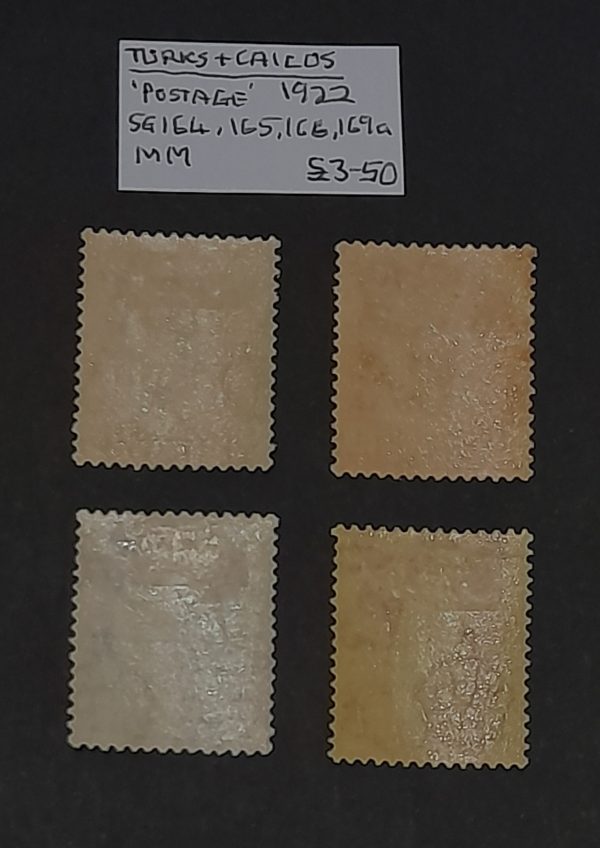 TURKS + CAICOS
'POSTAGE' 1922
SG164, 165, 166, 169a
MM £3-50